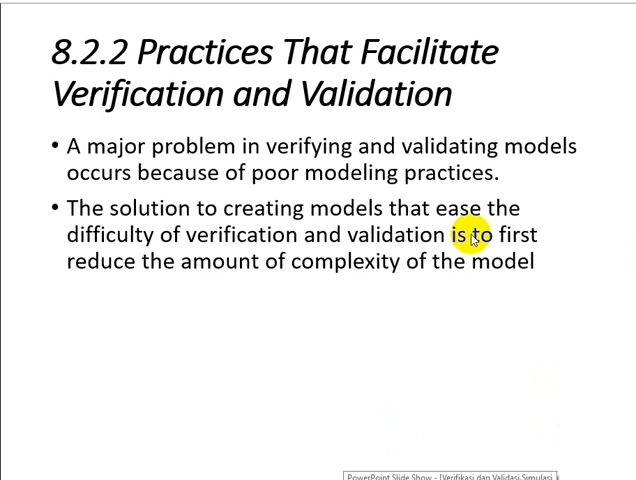 8.2.2 Practices That Facilitate
Verification and Validation
• A major problem in verifying and validating models
occurs because of poor modeling practices.
• The solution to creating models that ease the
difficulty of verification and validation is to first
reduce the amount of complexity of the model
PowerPoint Slide Show - [Verifikasi dan Validasi Simulasi